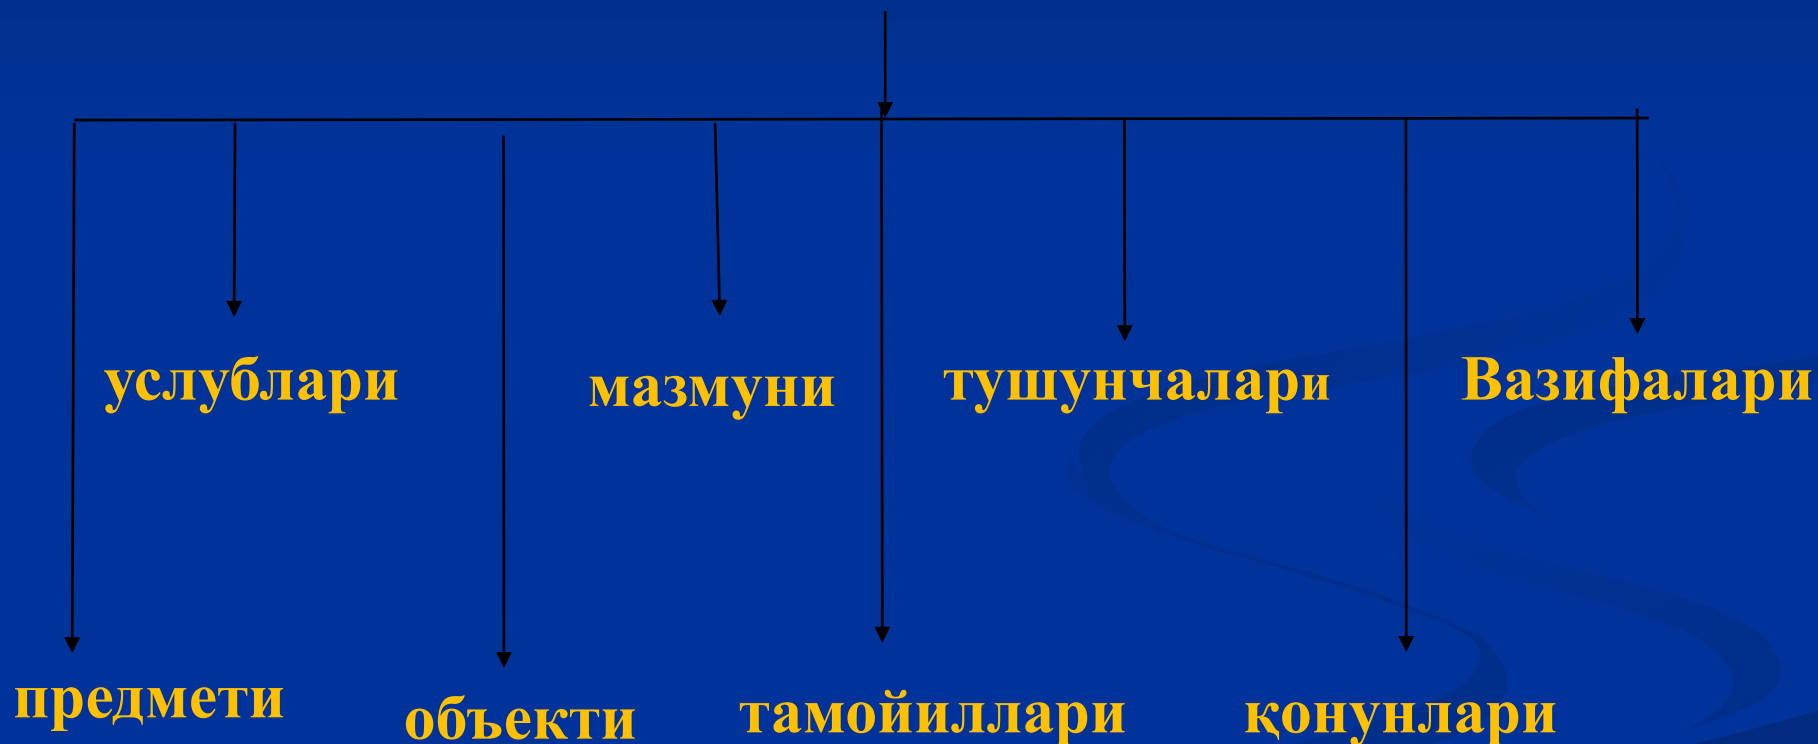 услублари
мазмуни
тушунчалари
Вазифалари
предмети
объекти
тамойиллари
қонунлари